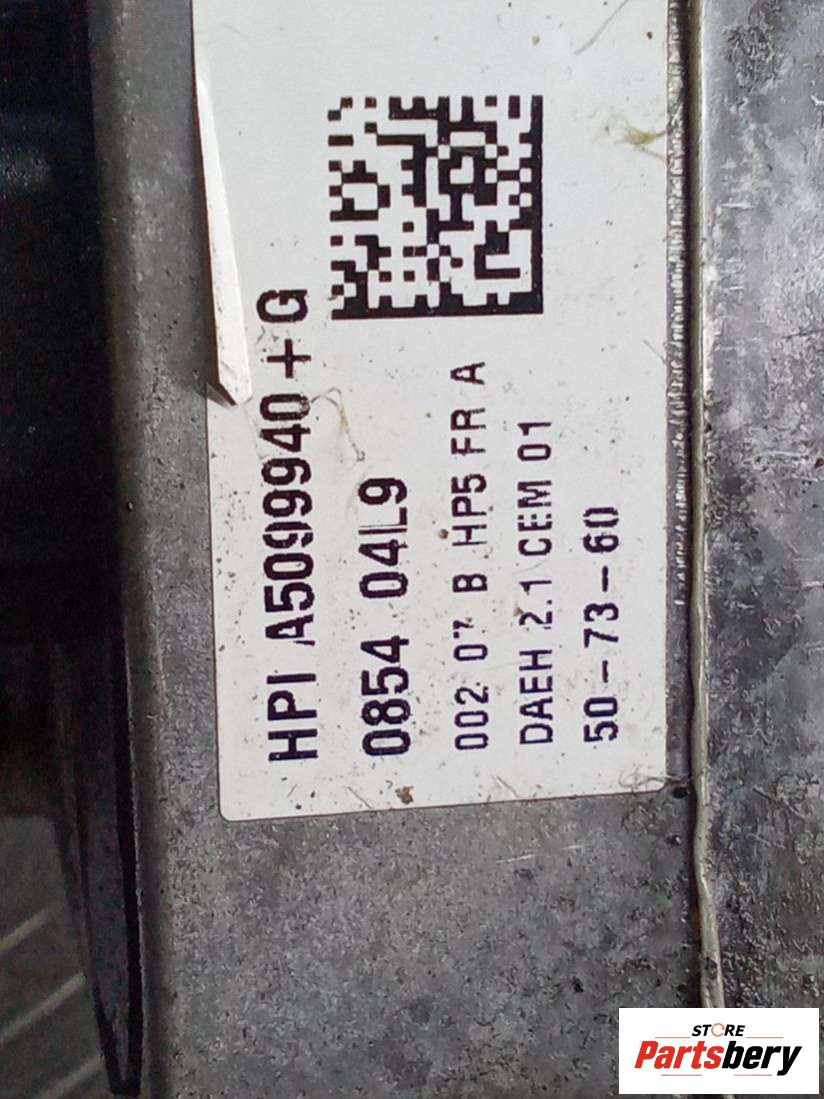 HPI A5099940+G
0854 04L9
002 07 B HP5 FR A
DAEH 2.1 CEM 01
50-73-60
STORE
Partsbery